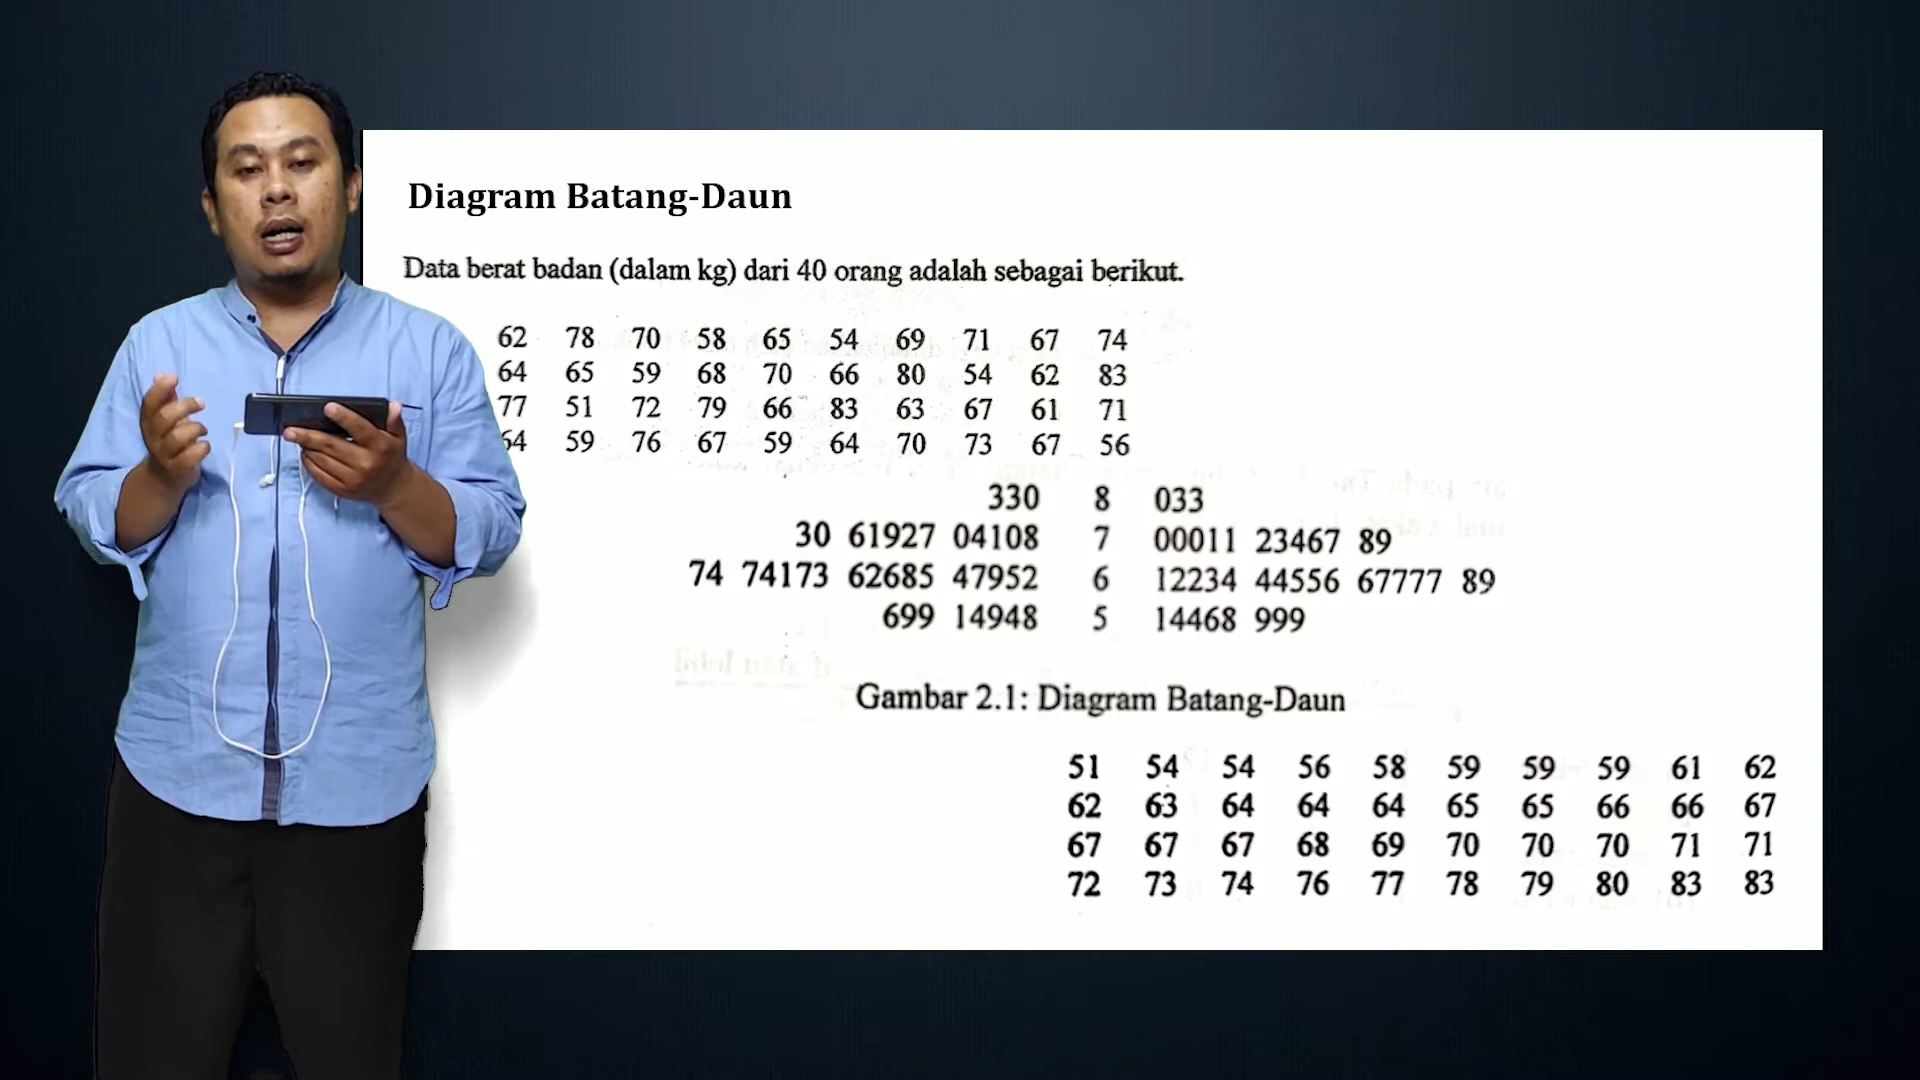 Diagram Batang-Daun
Data berat badan (dalam kg) dari 40 orang adalah sebagai berikut.
62 78 70 58 65 54 69 71 67 74
64 65 59 68 70 66 80 54 62 83
77 51 72 79 66 83 63 67 61 71
64 59 76 67 59 64 70 73 67 56
330 8 033
30 61927 04108 7 00011 23467 89
74 74173 62685 47952 6 12234 44556 67777 89
699 14948 5 14468 999
Gambar 2.1: Diagram Batang-Daun
51 54 54 56 58 59 59 59 61 62
62 63 64 64 64 65 65 66 66 67
67 67 67 68 69 70 70 70 71 71
72 73 74 76 77 78 79 80 83 83